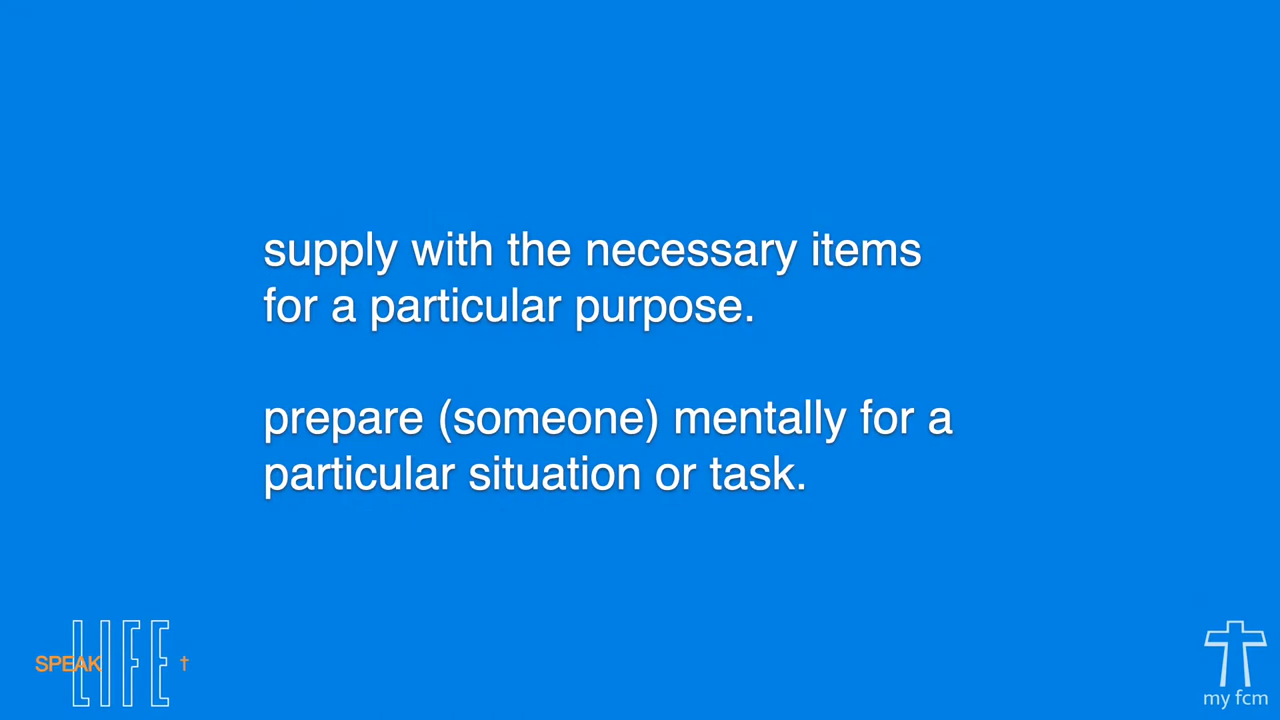 supply with the necessary items
for a particular purpose.
prepare (someone) mentally for a
particular situation or task.
SPEAK LIFE †
my fcm